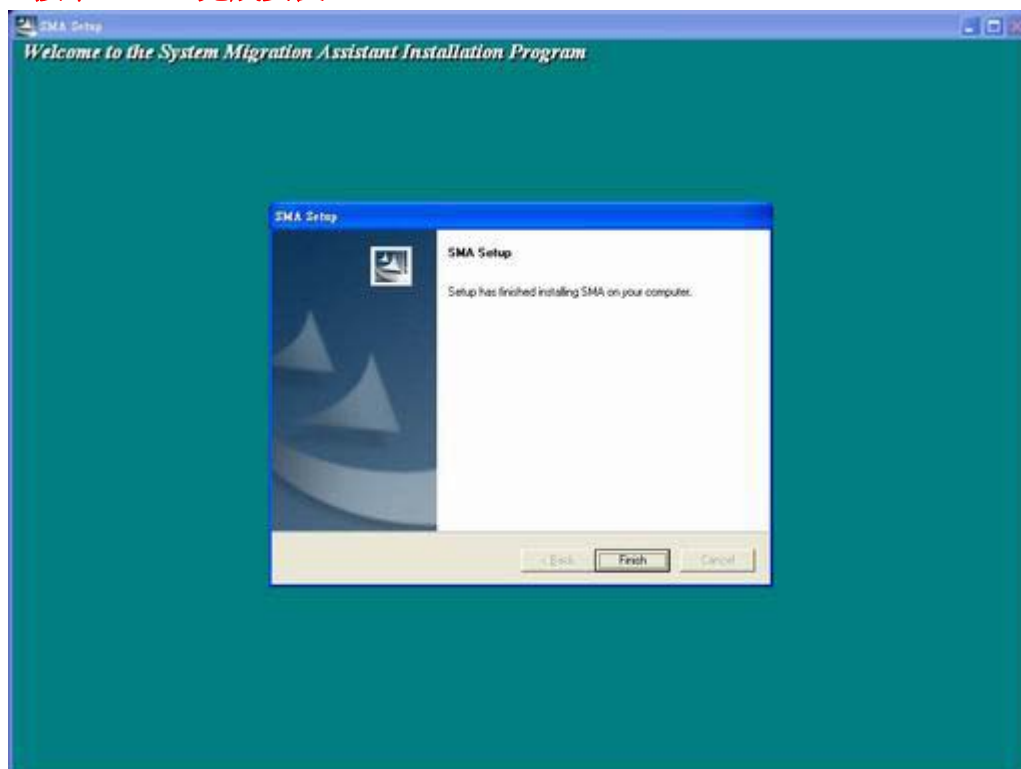 SMA Setup
Welcome to the System Migration Assistant Installation Program
SMA Setup
SMA Setup
Setup has finished installing SMA on your computer.
< Back Finish Cancel